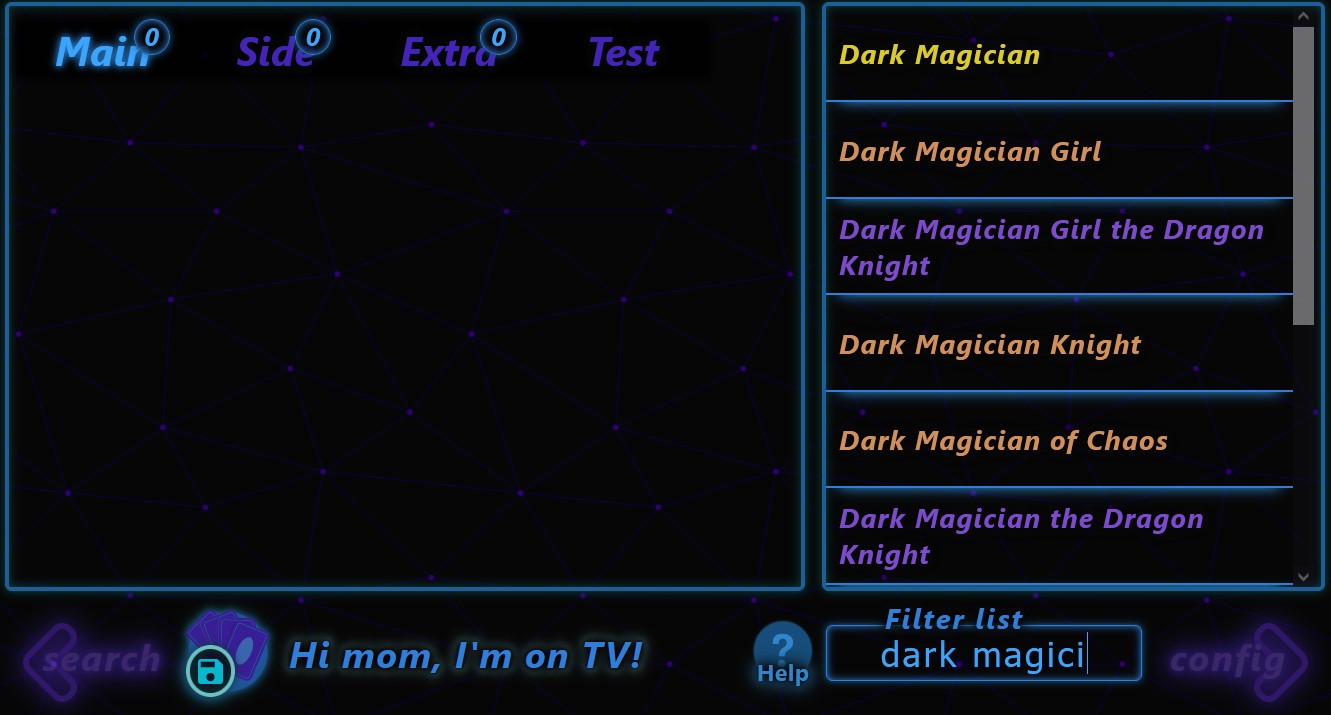 Main 0 Side 0 Extra 0 Test
Dark Magician
Dark Magician Girl
Dark Magician Girl the Dragon
Knight
Dark Magician Knight
Dark Magician of Chaos
Dark Magician the Dragon
Knight
search
Hi mom, I'm on TV!
?
Help
Filter list
dark magici
config